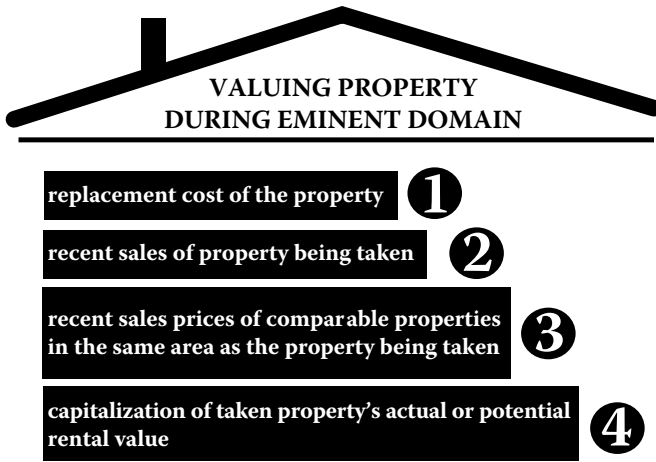 VALUING PROPERTY
DURING EMINENT DOMAIN
replacement cost of the property 1
recent sales of property being taken 2
recent sales prices of comparable properties
in the same area as the property being taken 3
capitalization of taken property's actual or potential
rental value 4